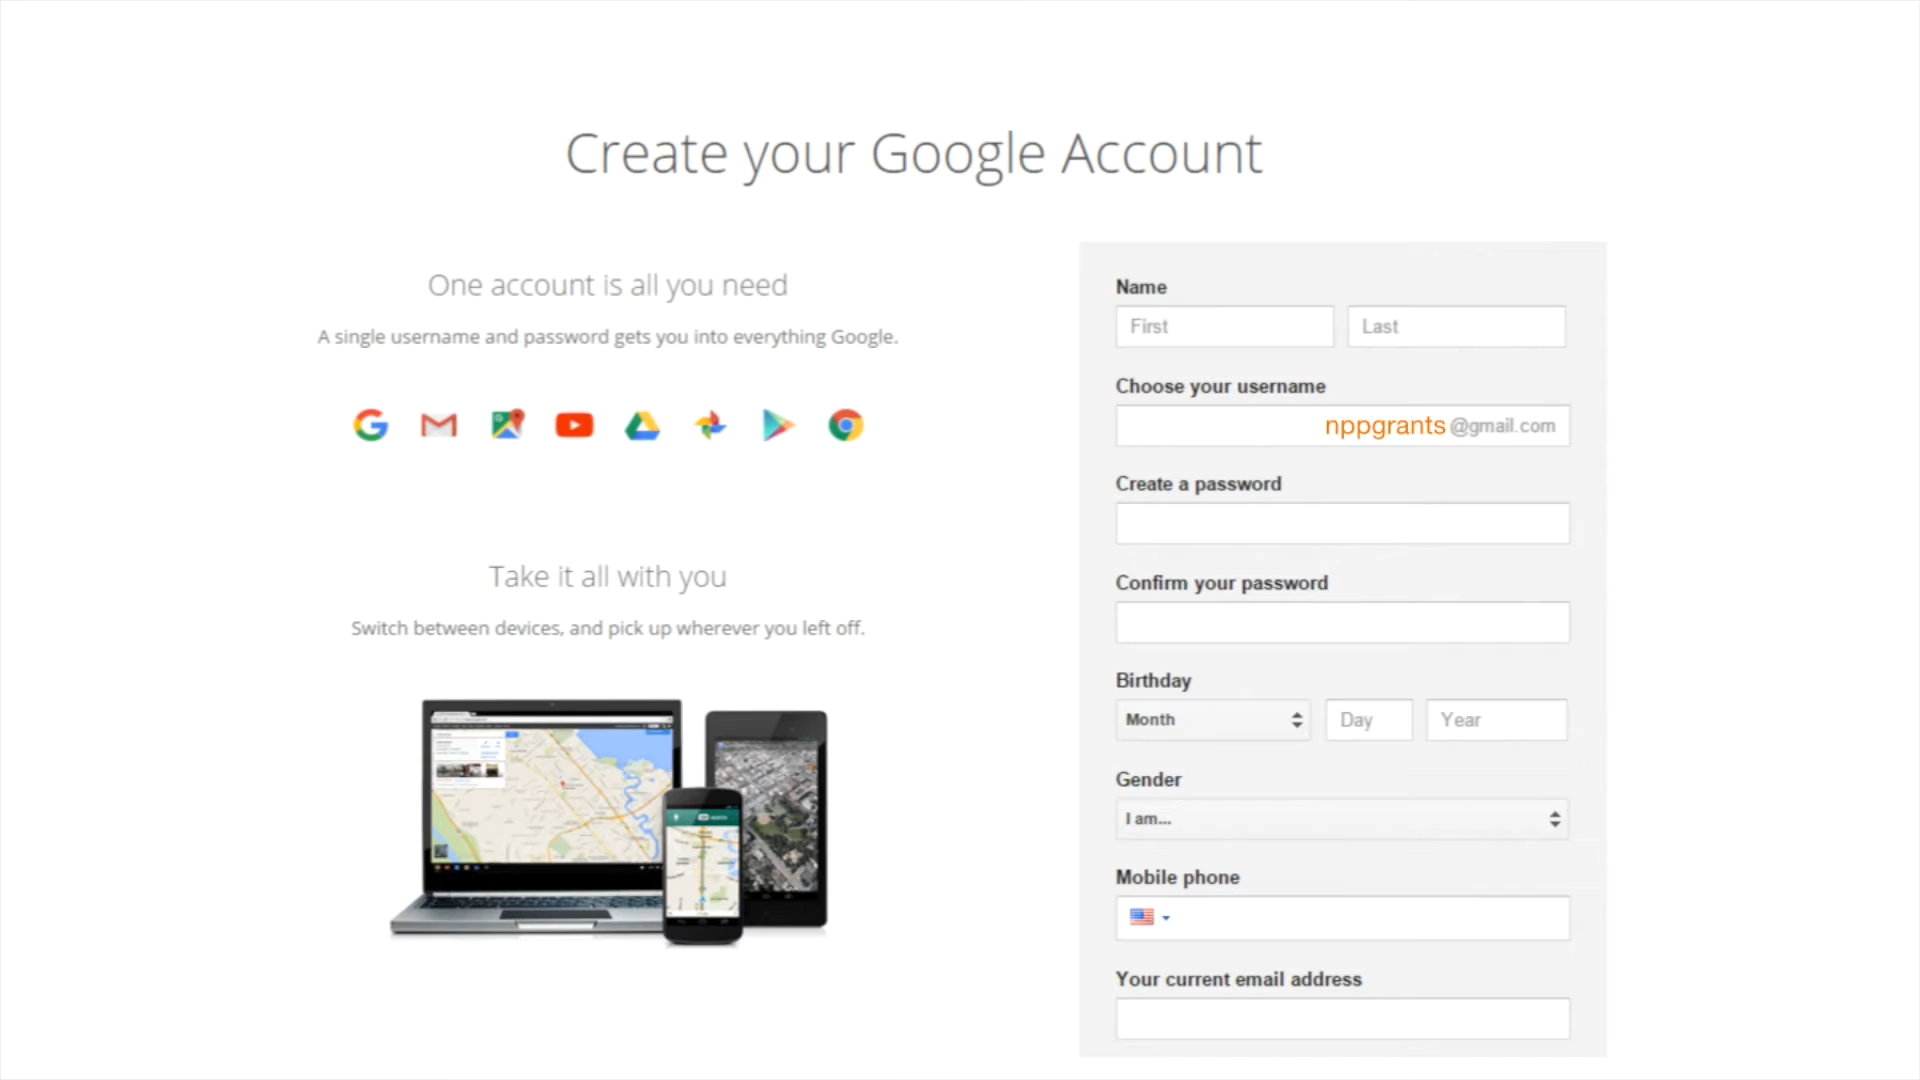 Create your Google Account
One account is all you need
A single username and password gets you into everything Google.
Take it all with you
Switch between devices, and pick up wherever you left off.
Name
First Last
Choose your username
nppgrants @gmail.com
Create a password
Confirm your password
Birthday
Month Day Year
Gender
I am...
Mobile phone
Your current email address